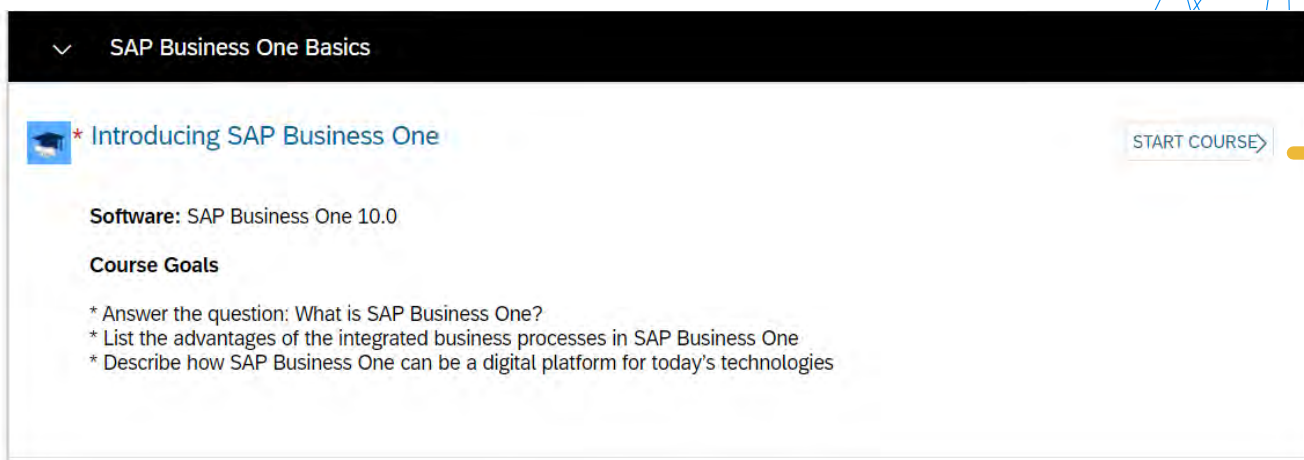 SAP Business One Basics
* Introducing SAP Business One
START COURSE
Software: SAP Business One 10.0
Course Goals
* Answer the question: What is SAP Business One?
* List the advantages of the integrated business processes in SAP Business One
* Describe how SAP Business One can be a digital platform for today's technologies